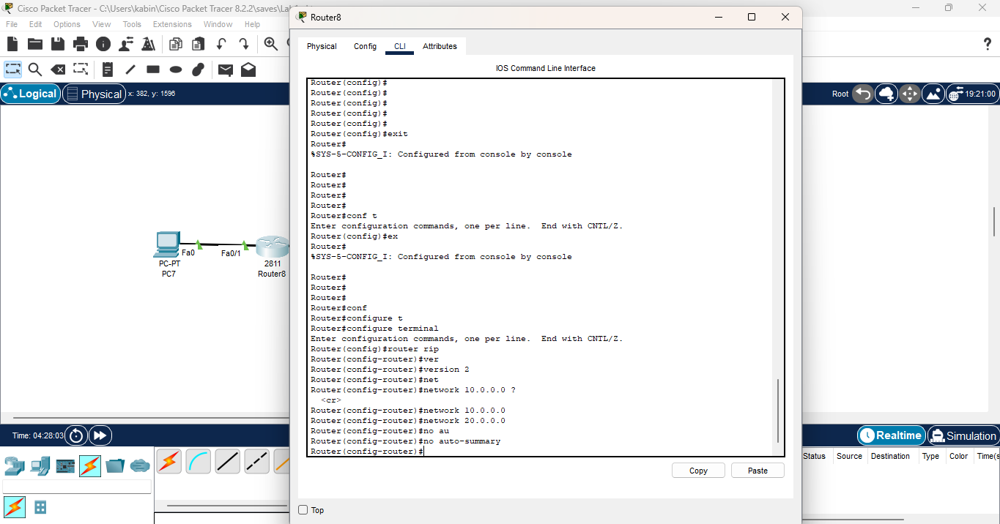 Cisco Packet Tracer - C:\Users\kabin\Cisco Packet Tracer 8.2.2\saves\
File Edit Options View Tools Extensions Window Help
Logical
Physical
x: 382, y: 1596
Root
19:21:00
PC-PT
PC7
Fa0
Fa0/1
2811
Router8
Time: 04:28:03
Realtime
Simulation
Status Source Destination Type Color Time(s
Router8
Physical Config CLI Attributes
IOS Command Line Interface
Router(config)#
Router(config)#
Router(config)#
Router(config)#
Router(config)#
Router(config)#exit
Router#
%SYS-5-CONFIG_I: Configured from console by console
Router#
Router#
Router#
Router#
Router#conf t
Enter configuration commands, one per line. End with CNTL/Z.
Router(config)#ex
Router#
%SYS-5-CONFIG_I: Configured from console by console
Router#
Router#
Router#
Router#conf
Router#configure t
Router#configure terminal
Enter configuration commands, one per line. End with CNTL/Z.
Router(config)#router rip
Router(config-router)#ver
Router(config-router)#version 2
Router(config-router)#net
Router(config-router)#network 10.0.0.0 ?
<cr>
Router(config-router)#network 10.0.0.0
Router(config-router)#network 20.0.0.0
Router(config-router)#no au
Router(config-router)#no auto-summary
Router(config-router)#
Copy
Paste
Top